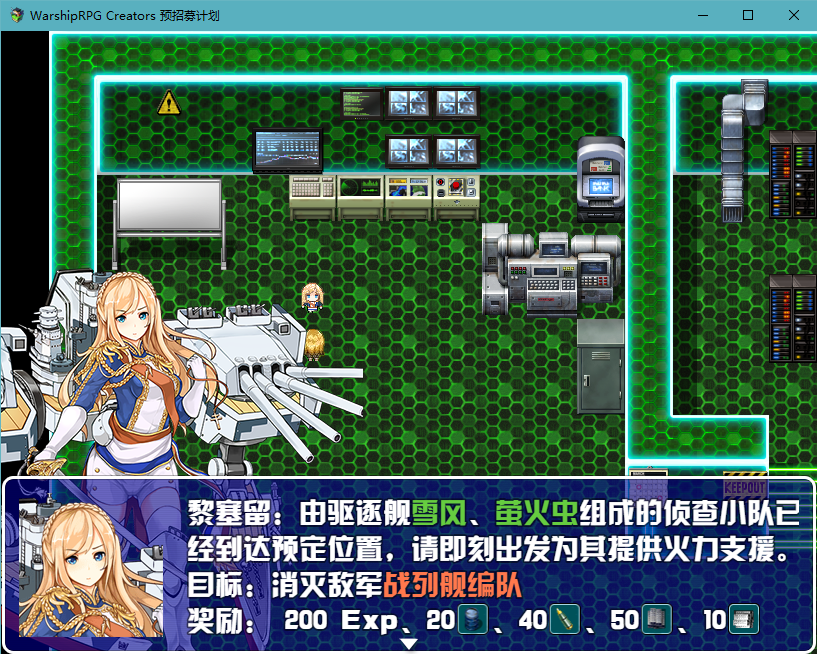 WarshipRPG Creators 预招募计划
KEEPOUT
黎塞留：由驱逐舰雪风、萤火虫组成的侦查小队已
经到达预定位置，请即刻出发为其提供火力支援。
目标：消灭敌军战列舰编队
奖励： 200 Exp、20 、40 、50 、10